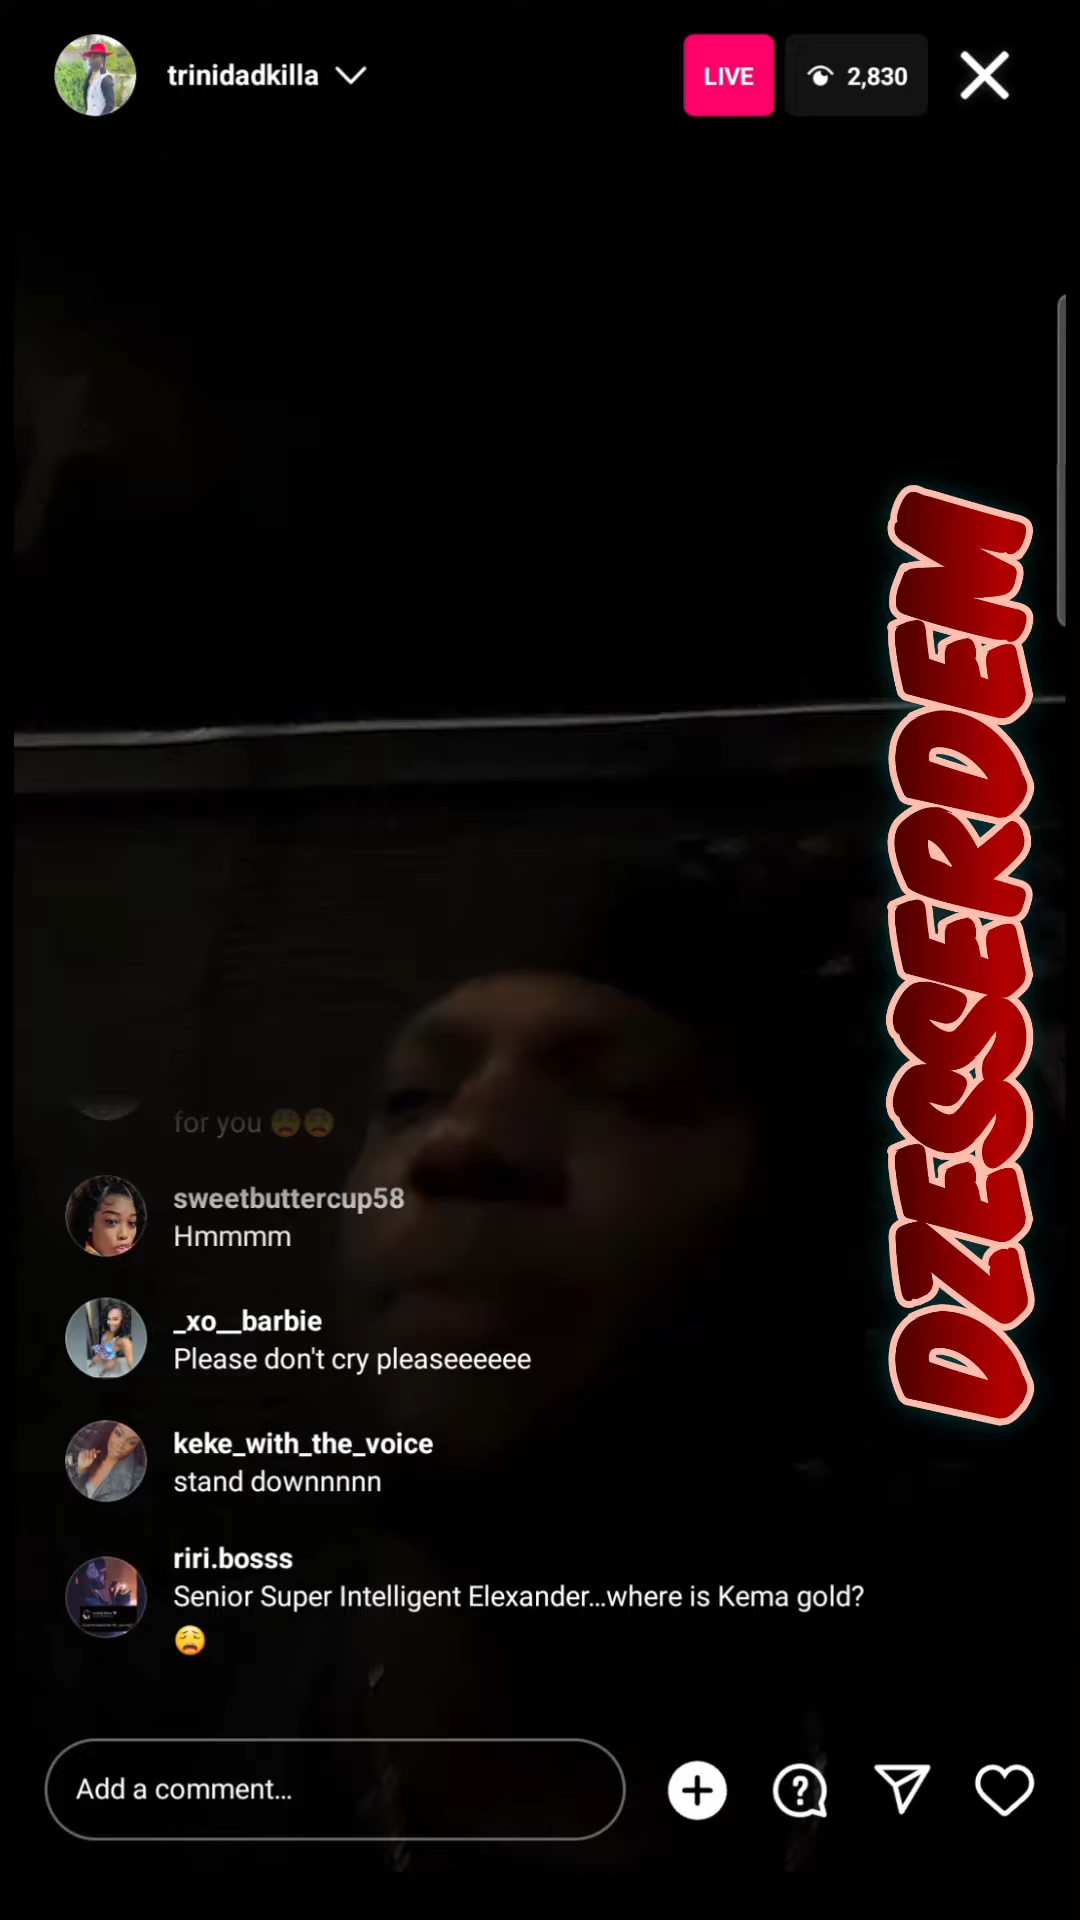 trinidadkilla
LIVE
2,830
DZESSERDEM
for you 😩😩
sweetbuttercup58
Hmmmm
_xo__barbie
Please don't cry pleaseeeeee
keke_with_the_voice
stand downnnnn
riri.bosss
Senior Super Intelligent Elexander...where is Kema gold?
😩
Add a comment...